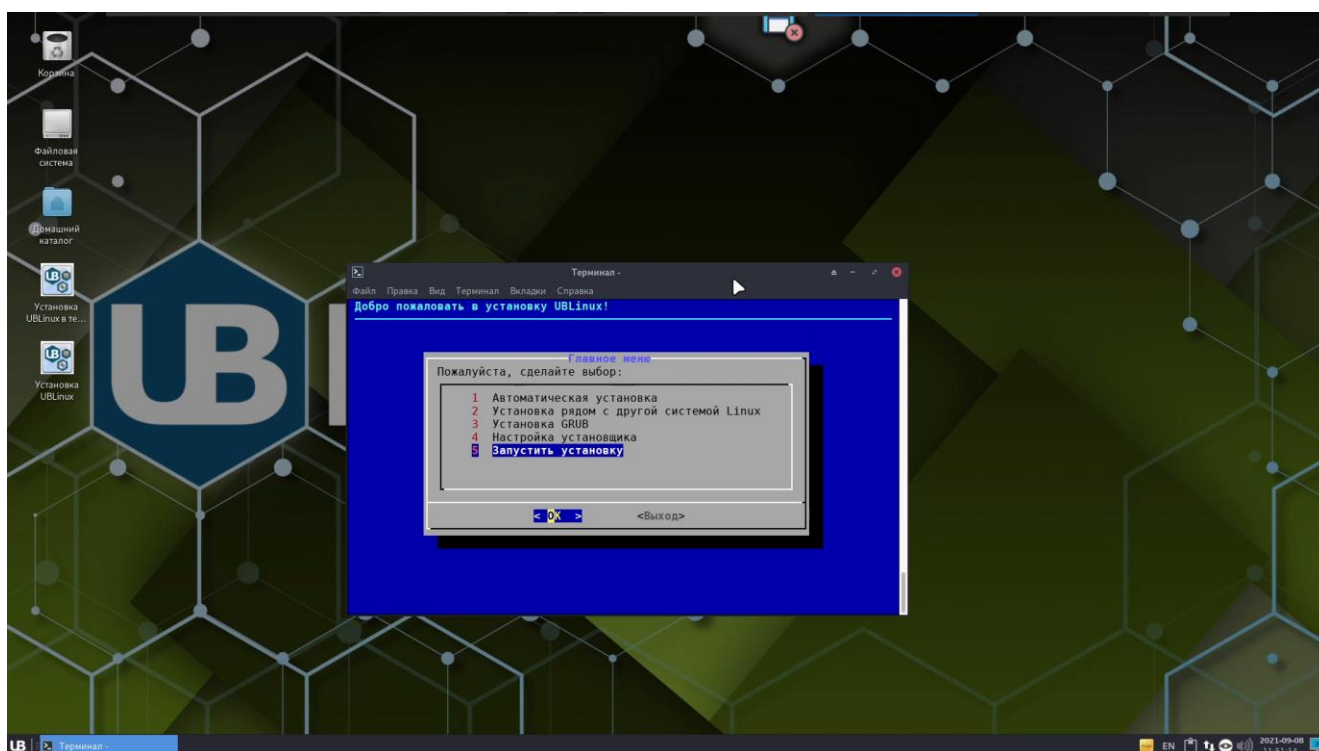 Корзина
Файловая
система
Домашний
каталог
Установка
UBLinux в те...
Установка
UBLinux
UB
Терминал -
Файл Правка Вид Терминал Вкладки Справка
Добро пожаловать в установку UBLinux!
Главное меню
Пожалуйста, сделайте выбор:
1 Автоматическая установка
2 Установка рядом с другой системой Linux
3 Установка GRUB
4 Настройка установщика
5 Запустить установку
< OK > <Выход>
UB Терминал - EN 2021-09-08